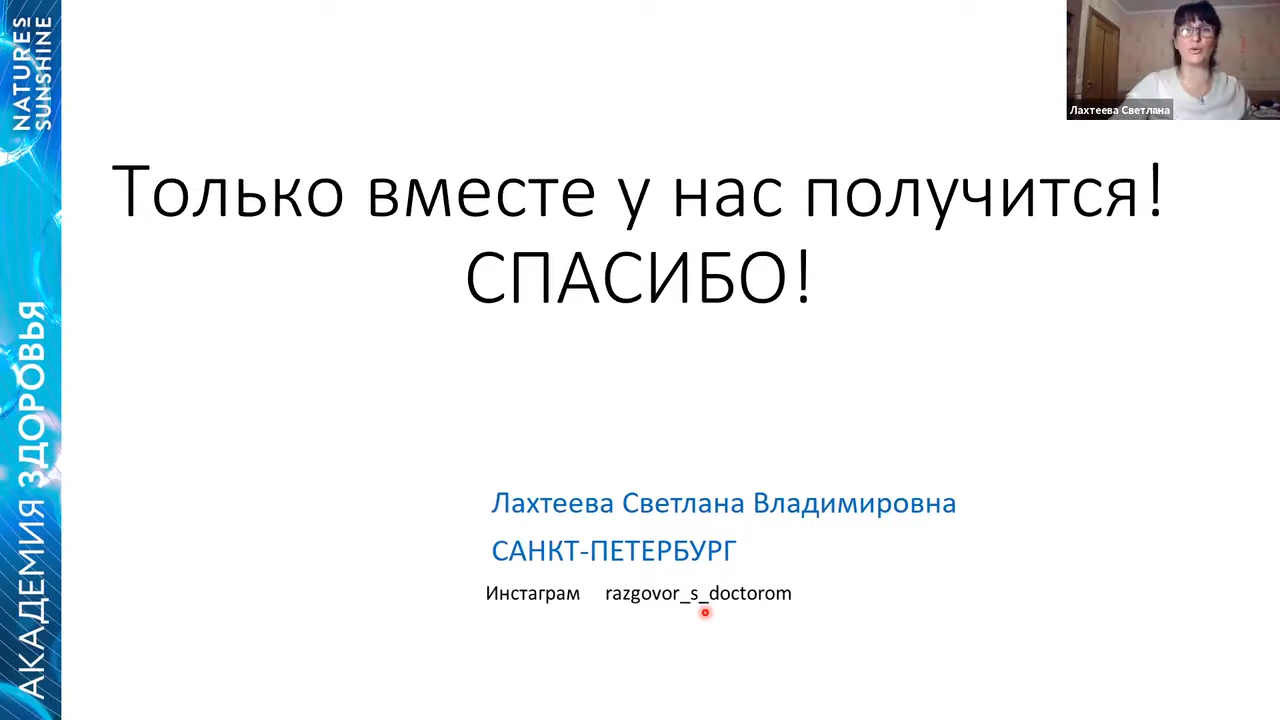 NATURE'S
SUNSHINE
АКАДЕМИЯ ЗДОРОВЬЯ
Лахтеева Светлана
Только вместе у нас получится!
СПАСИБО!
Лахтеева Светлана Владимировна
САНКТ-ПЕТЕРБУРГ
Инстаграм razgovor_s_doctorom